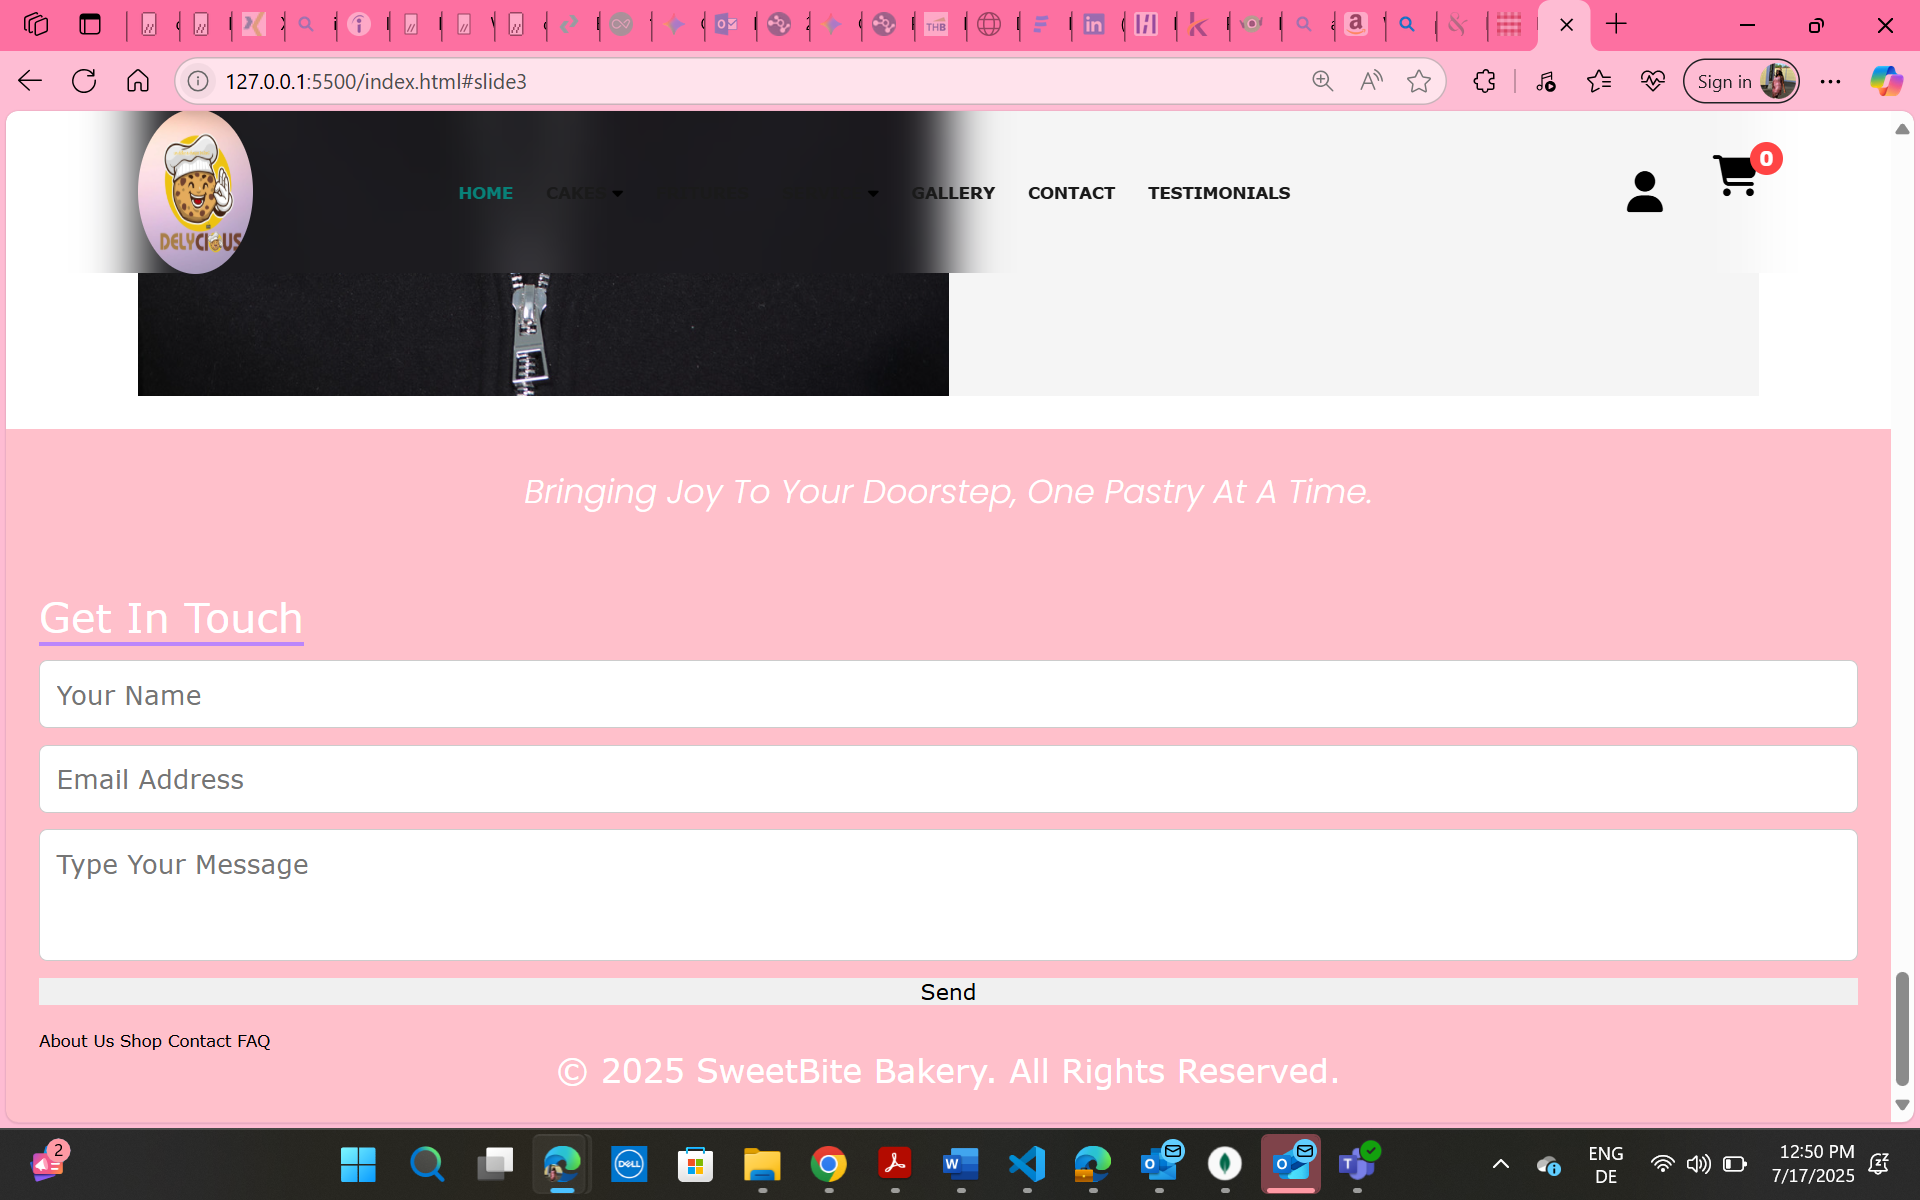 127.0.0.1:5500/index.html#slide3
Sign in
DELYCIOUS
HOME
CAKES
GALLERY
CONTACT
TESTIMONIALS
0
Bringing Joy To Your Doorstep, One Pastry At A Time.
Get In Touch
Your Name
Email Address
Type Your Message
Send
About Us Shop Contact FAQ
© 2025 SweetBite Bakery. All Rights Reserved.
2
DELL
ENG
DE
12:50 PM
7/17/2025